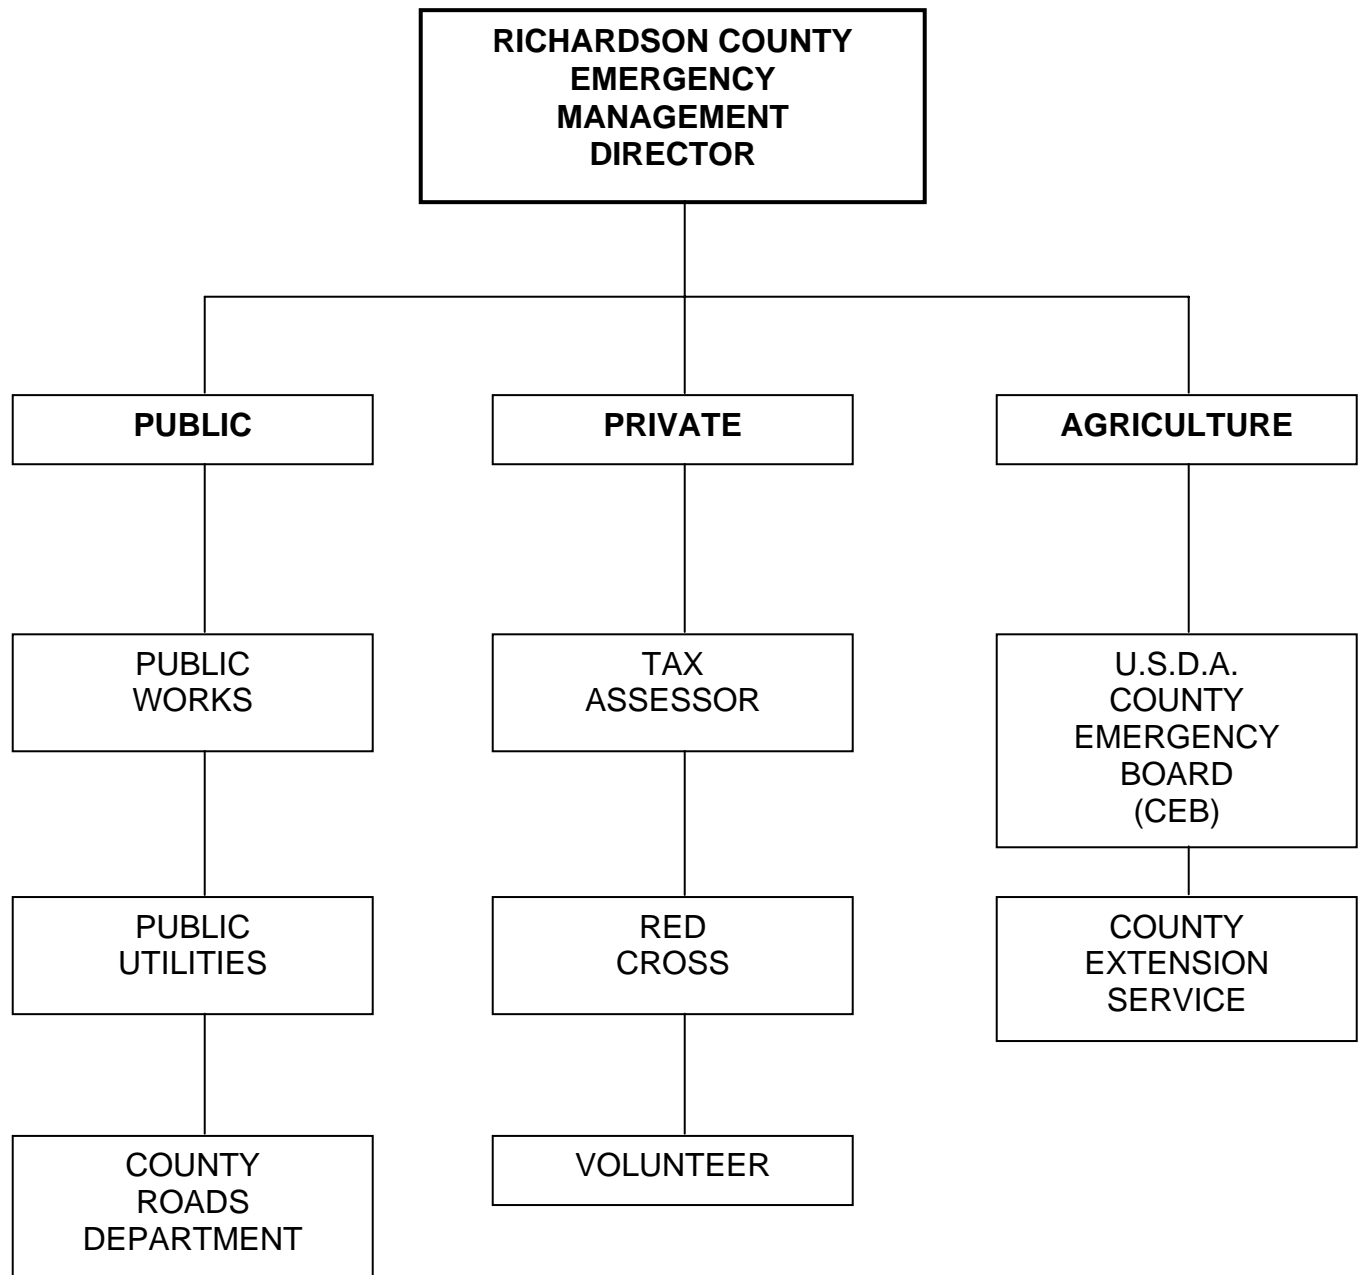 RICHARDSON COUNTY
EMERGENCY
MANAGEMENT
DIRECTOR
PUBLIC
PRIVATE
AGRICULTURE
PUBLIC
WORKS
TAX
ASSESSOR
U.S.D.A.
COUNTY
EMERGENCY
BOARD
(CEB)
PUBLIC
UTILITIES
RED
CROSS
COUNTY
EXTENSION
SERVICE
COUNTY
ROADS
DEPARTMENT
VOLUNTEER